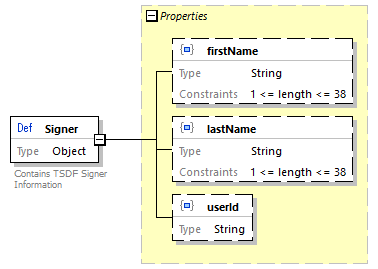 Properties
firstName
Type String
Constraints 1 <= length <= 38
lastName
Type String
Constraints 1 <= length <= 38
Def Signer
Type Object
Contains TSDF Signer
Information
userId
Type String